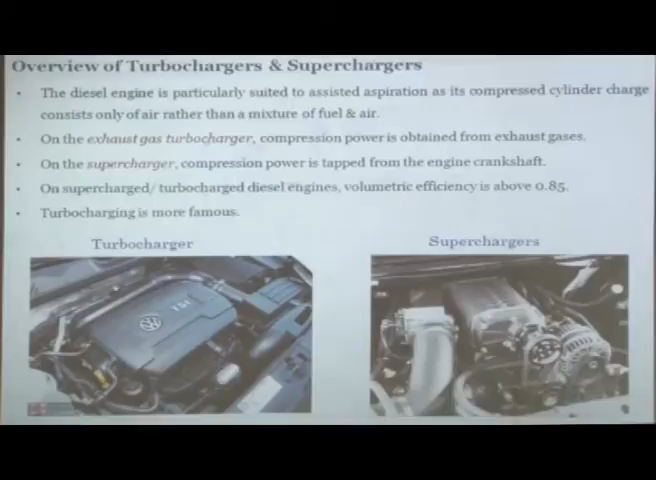 Overview of Turbochargers & Superchargers
• The diesel engine is particularly suited to assisted aspiration as its compressed cylinder charge
consists only of air rather than a mixture of fuel & air.
• On the exhaust gas turbocharger, compression power is obtained from exhaust gases.
• On the supercharger, compression power is tapped from the engine crankshaft.
• On supercharged/ turbocharged diesel engines, volumetric efficiency is above 0.85.
• Turbocharging is more famous.
Turbocharger
Superchargers